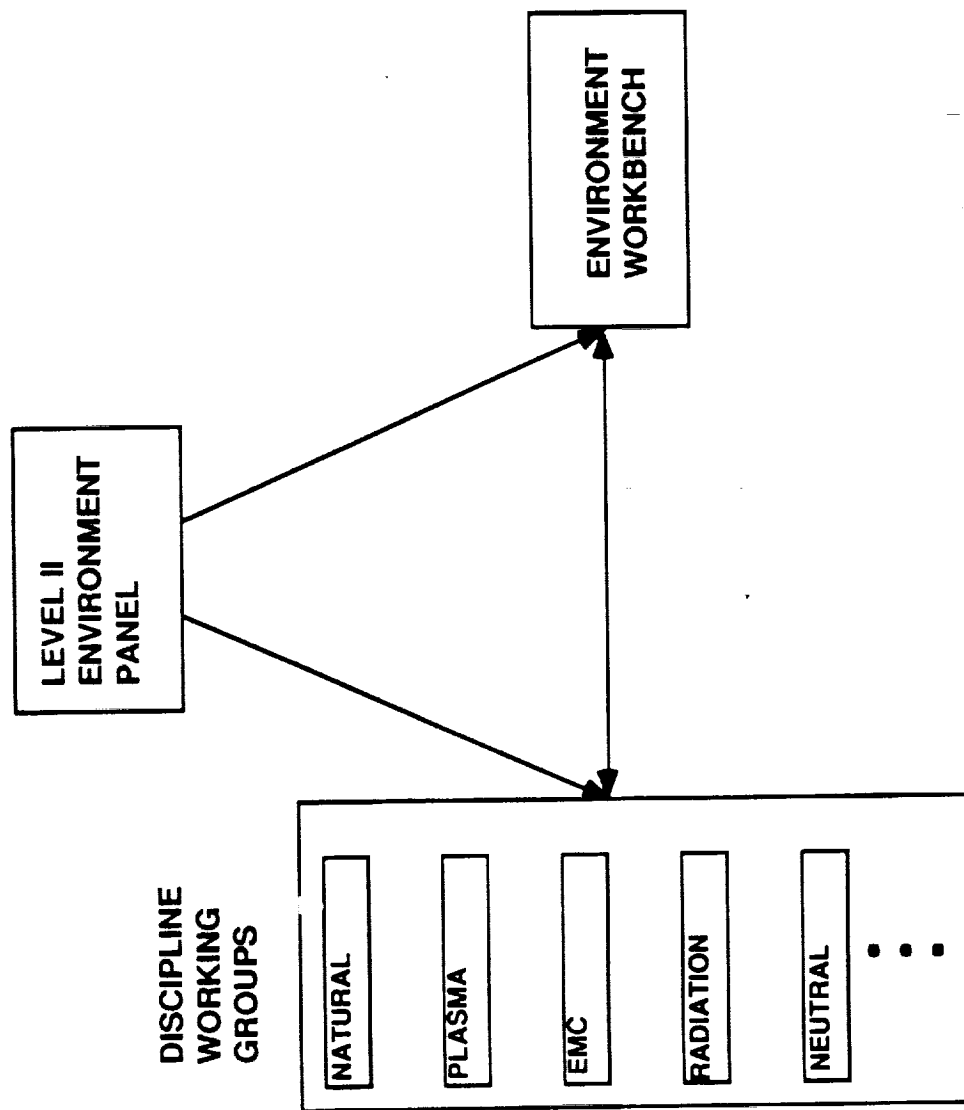 LEVEL II
ENVIRONMENT
PANEL
DISCIPLINE
WORKING
GROUPS
NATURAL
PLASMA
EMC
RADIATION
NEUTRAL
ENVIRONMENT
WORKBENCH